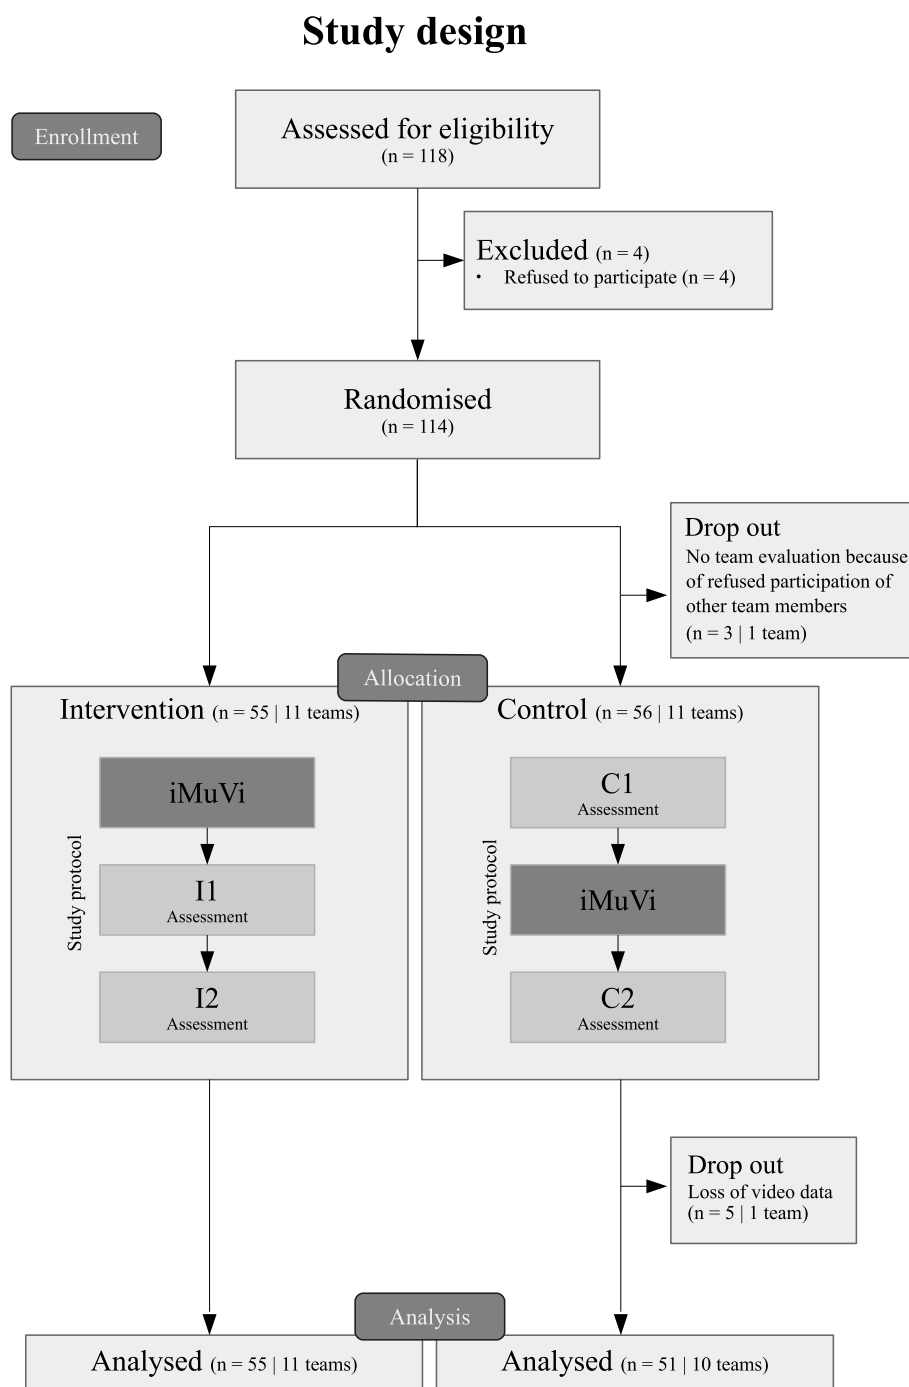 Study design
Enrollment
Assessed for eligibility
(n = 118)
Excluded (n = 4)
• Refused to participate (n = 4)
Randomised
(n = 114)
Drop out
No team evaluation because
of refused participation of
other team members
(n = 3 | 1 team)
Allocation
Intervention (n = 55 | 11 teams)
Study protocol
iMuVi
I1
Assessment
I2
Assessment
Control (n = 56 | 11 teams)
Study protocol
C1
Assessment
iMuVi
C2
Assessment
Drop out
Loss of video data
(n = 5 | 1 team)
Analysis
Analysed (n = 55 | 11 teams)
Analysed (n = 51 | 10 teams)